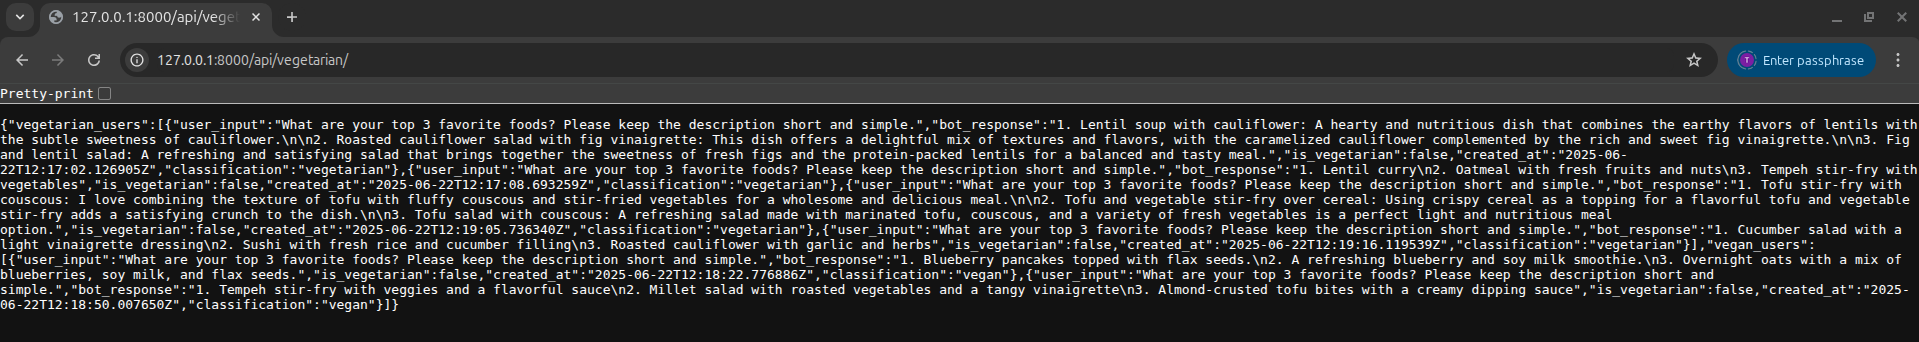 127.0.0.1:8000/api/vege
127.0.0.1:8000/api/vegetarian/
Enter passphrase
T
Pretty-print
{"vegetarian_users":[{"user_input":"What are your top 3 favorite foods? Please keep the description short and simple.","bot_response":"1. Lentil soup with cauliflower: A hearty and nutritious dish that combines the earthy flavors of lentils with
the subtle sweetness of cauliflower.\n\n2. Roasted cauliflower salad with fig vinaigrette: This dish offers a delightful mix of textures and flavors, with the caramelized cauliflower complemented by the rich and sweet fig vinaigrette.\n\n3. Fig
and lentil salad: A refreshing and satisfying salad that brings together the sweetness of fresh figs and the protein-packed lentils for a balanced and tasty meal.","is_vegetarian":false,"created_at":"2025-06-
22T12:17:02.126905Z","classification":"vegetarian"},{"user_input":"What are your top 3 favorite foods? Please keep the description short and simple.","bot_response":"1. Lentil curry\n2. Oatmeal with fresh fruits and nuts\n3. Tempeh stir-fry with
vegetables","is_vegetarian":false,"created_at":"2025-06-22T12:17:08.693259Z","classification":"vegetarian"},{"user_input":"What are your top 3 favorite foods? Please keep the description short and simple.","bot_response":"1. Tofu stir-fry with
couscous: I love combining the texture of tofu with fluffy couscous and stir-fried vegetables for a wholesome and delicious meal.\n\n2. Tofu and vegetable stir-fry over cereal: Using crispy cereal as a topping for a flavorful tofu and vegetable
stir-fry adds a satisfying crunch to the dish.\n\n3. Tofu salad with couscous: A refreshing salad made with marinated tofu, couscous, and a variety of fresh vegetables is a perfect light and nutritious meal
option.","is_vegetarian":false,"created_at":"2025-06-22T12:19:05.736340Z","classification":"vegetarian"},{"user_input":"What are your top 3 favorite foods? Please keep the description short and simple.","bot_response":"1. Cucumber salad with a
light vinaigrette dressing\n2. Sushi with fresh rice and cucumber filling\n3. Roasted cauliflower with garlic and herbs","is_vegetarian":false,"created_at":"2025-06-22T12:19:16.119539Z","classification":"vegetarian"}],"vegan_users":
[{"user_input":"What are your top 3 favorite foods? Please keep the description short and simple.","bot_response":"1. Blueberry pancakes topped with flax seeds.\n2. A refreshing blueberry and soy milk smoothie.\n3. Overnight oats with a mix of
blueberries, soy milk, and flax seeds.","is_vegetarian":false,"created_at":"2025-06-22T12:18:22.776886Z","classification":"vegan"},{"user_input":"What are your top 3 favorite foods? Please keep the description short and
simple.","bot_response":"1. Tempeh stir-fry with veggies and a flavorful sauce\n2. Millet salad with roasted vegetables and a tangy vinaigrette\n3. Almond-crusted tofu bites with a creamy dipping sauce","is_vegetarian":false,"created_at":"2025-
06-22T12:18:50.007650Z","classification":"vegan"}]}